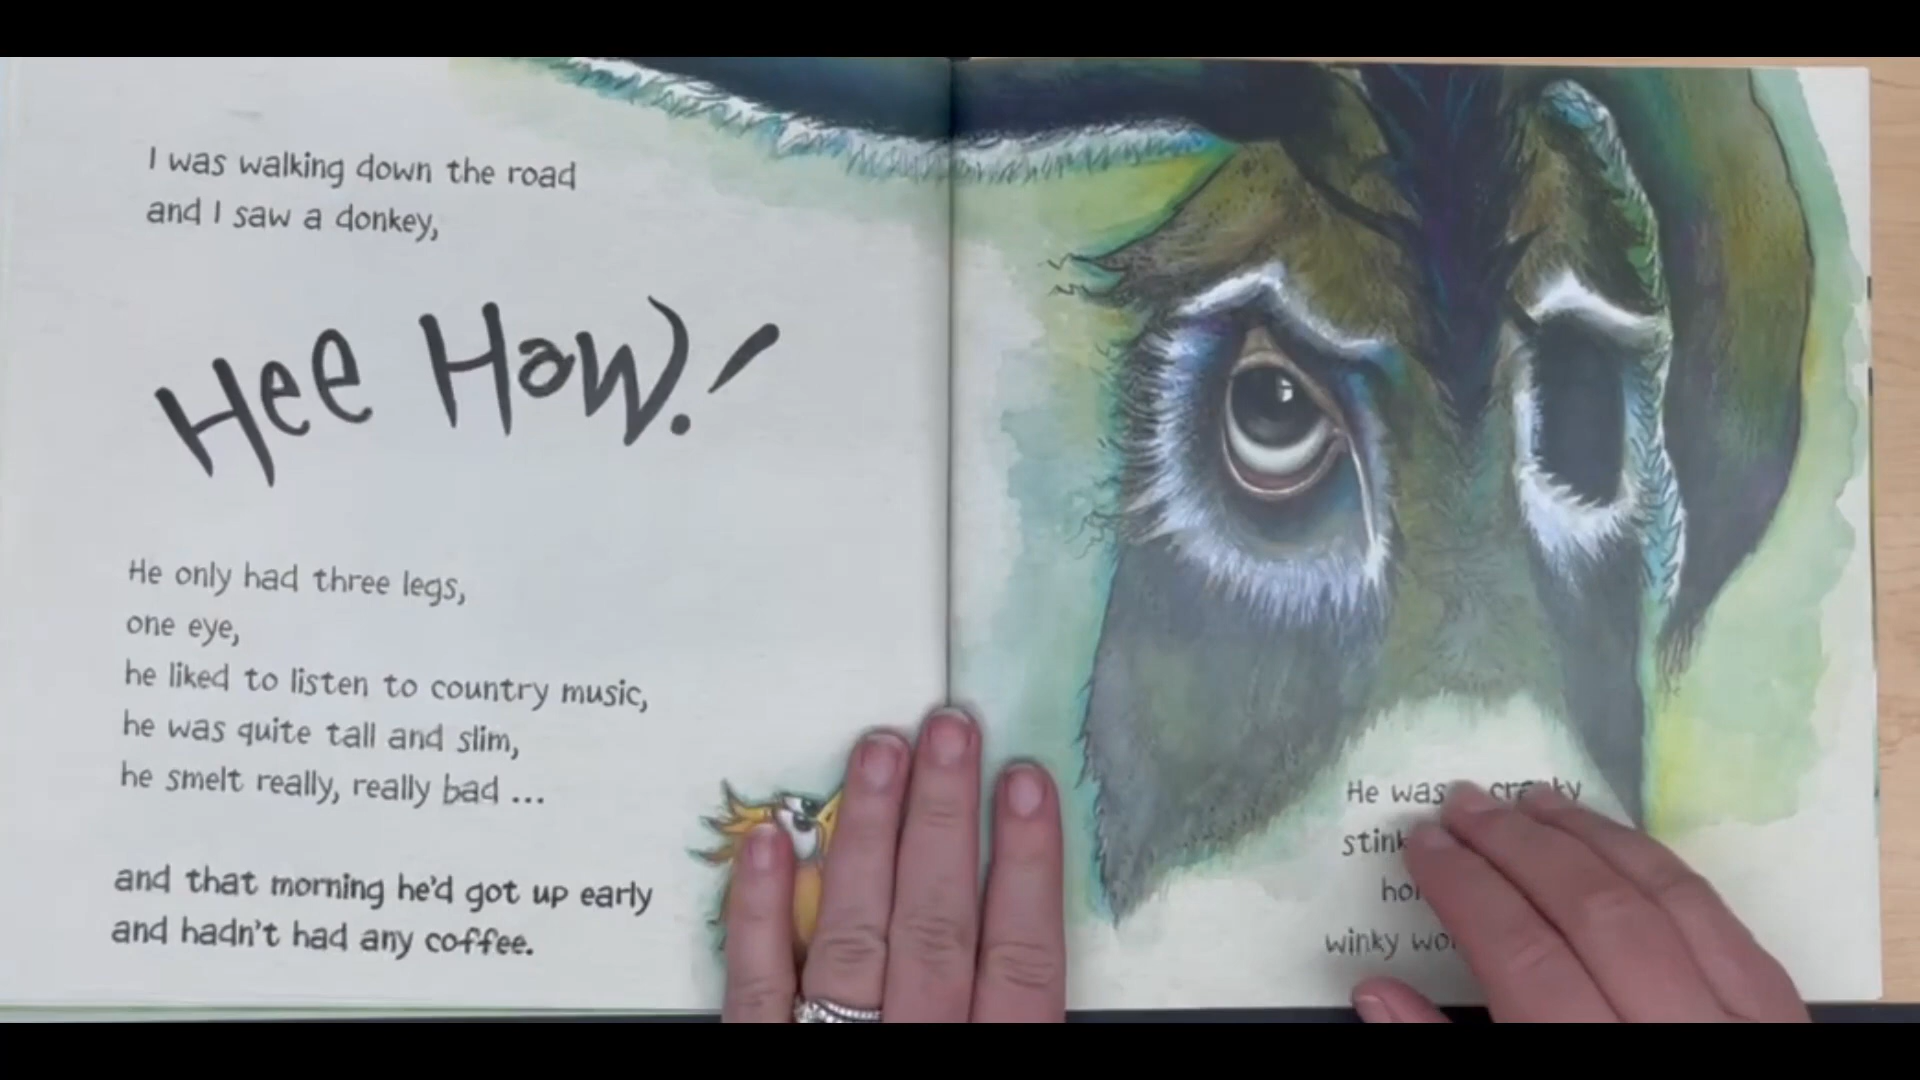 I was walking down the road
and I saw a donkey,
Hee Haw!
He only had three legs,
one eye,
he liked to listen to country music,
he was quite tall and slim,
he smelt really, really bad ...
and that morning he'd got up early
and hadn't had any coffee.
He was
winky